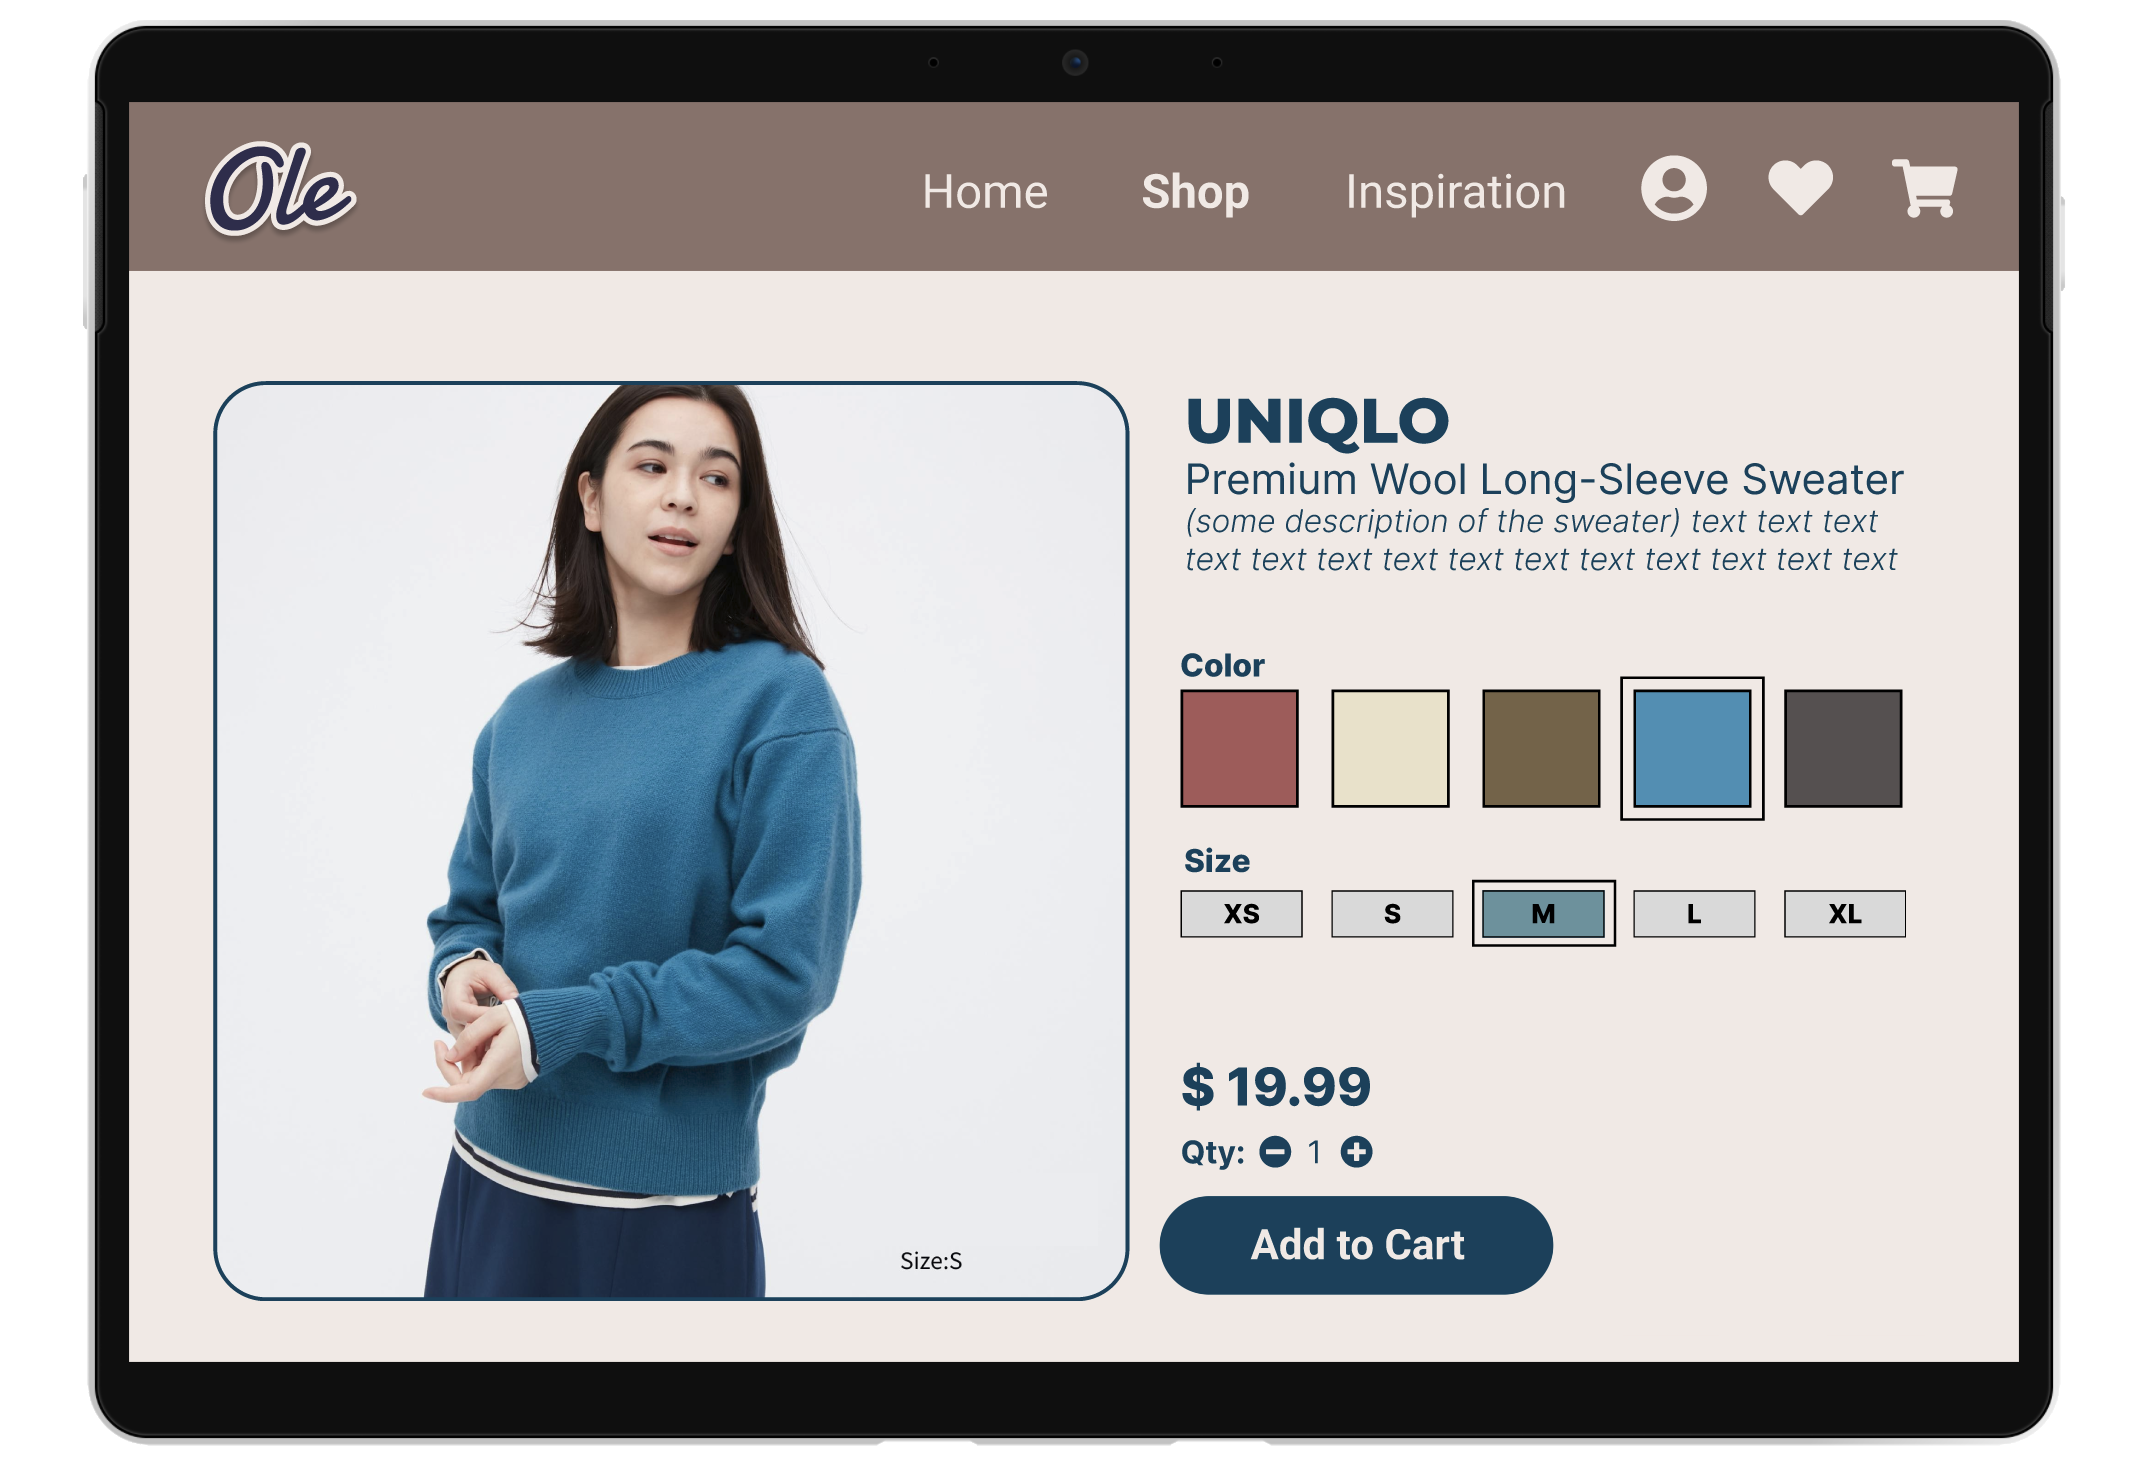 Ole
Home Shop Inspiration
UNIQLO
Premium Wool Long-Sleeve Sweater
(some description of the sweater) text text text
text text text text text text text text text text text
Color
Size
XS S M L XL
$ 19.99
Qty: 1
Add to Cart
Size:S